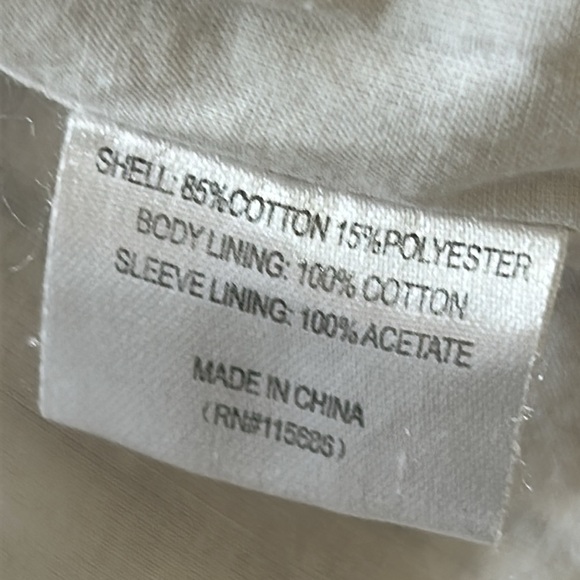 SHELL: 85%COTTON 15%POLYESTER
BODY LINING: 100% COTTON
SLEEVE LINING: 100% ACETATE
MADE IN CHINA
(RN#115686)